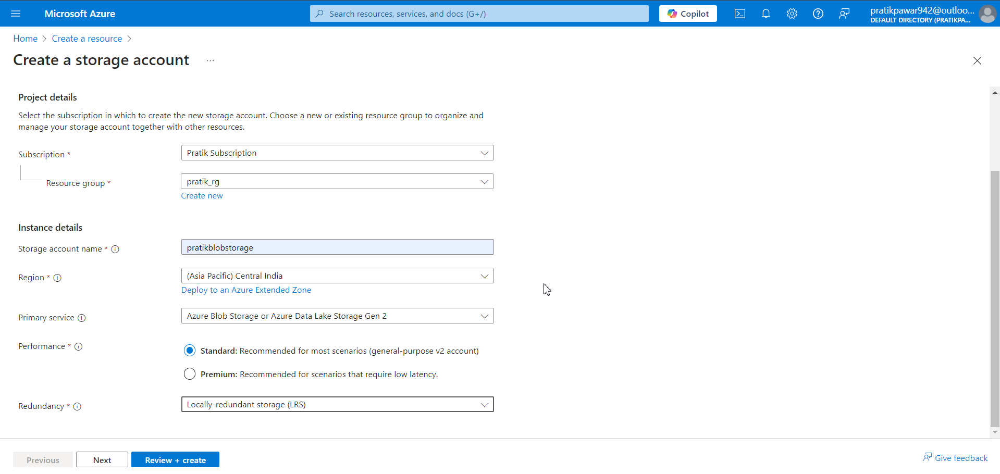 Microsoft Azure
Search resources, services, and docs (G+/)
Copilot
pratikpawar942@outloo...
DEFAULT DIRECTORY (PRATIKPA...
Home > Create a resource >
Create a storage account ...
Project details
Select the subscription in which to create the new storage account. Choose a new or existing resource group to organize and
manage your storage account together with other resources.
Subscription *
Pratik Subscription
Resource group *
pratik_rg
Create new
Instance details
Storage account name *
pratikblobstorage
Region *
(Asia Pacific) Central India
Deploy to an Azure Extended Zone
Primary service
Azure Blob Storage or Azure Data Lake Storage Gen 2
Performance *
Standard: Recommended for most scenarios (general-purpose v2 account)
Premium: Recommended for scenarios that require low latency.
Redundancy *
Locally-redundant storage (LRS)
Previous
Next
Review + create
Give feedback